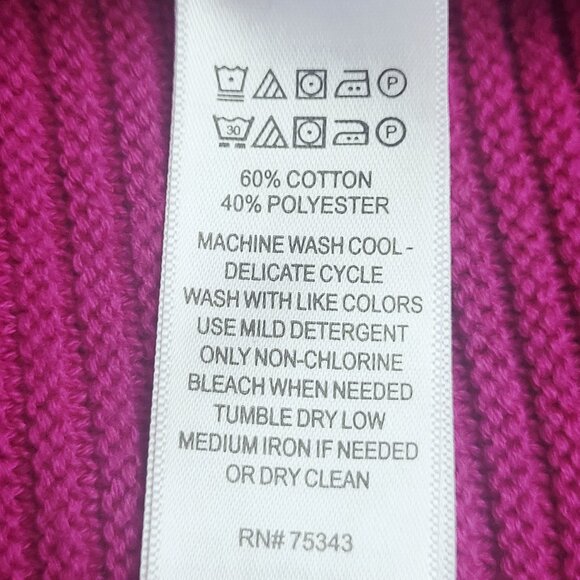 P
30 P
60% COTTON
40% POLYESTER
MACHINE WASH COOL -
DELICATE CYCLE
WASH WITH LIKE COLORS
USE MILD DETERGENT
ONLY NON-CHLORINE
BLEACH WHEN NEEDED
TUMBLE DRY LOW
MEDIUM IRON IF NEEDED
OR DRY CLEAN
RN# 75343